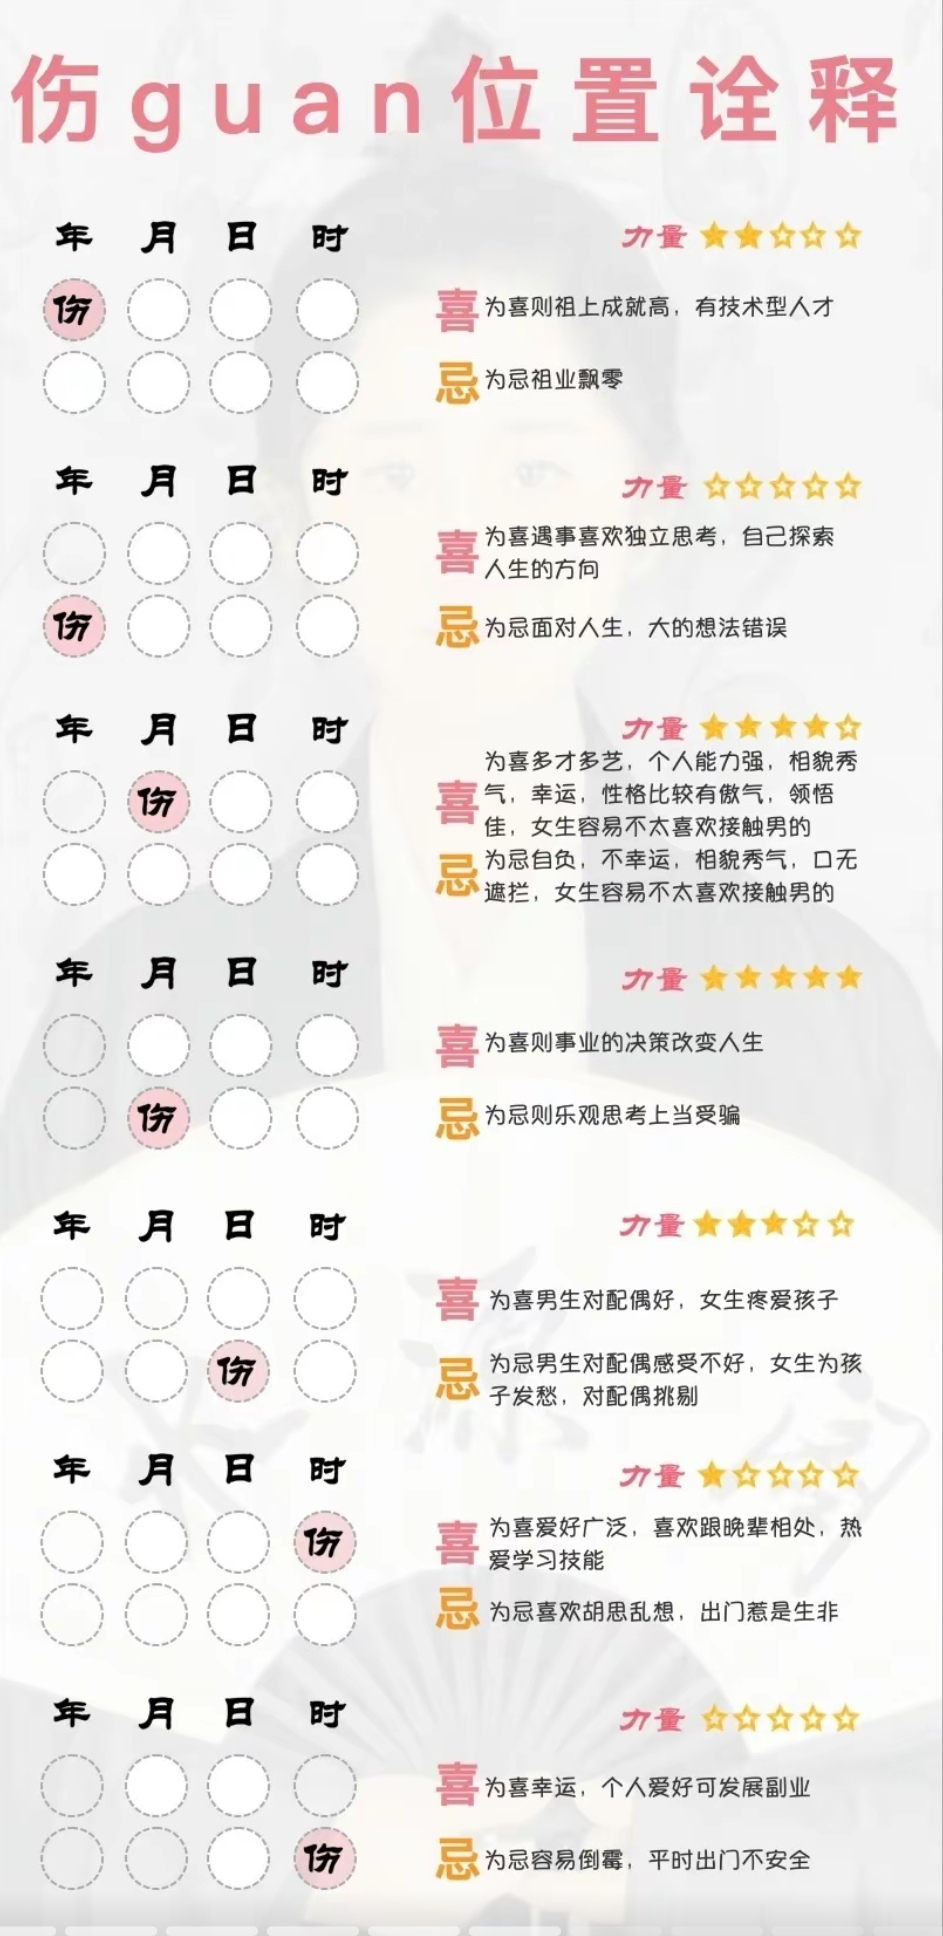 伤guan位置诠释
年 月 日 时
力量
伤
喜 为喜则祖上成就高，有技术型人才
忌 为忌祖业飘零
年 月 日 时
力量
喜 为喜遇事喜欢独立思考，自己探索
人生的方向
伤
忌 为忌面对人生，大的想法错误
年 月 日 时
力量
伤
喜 为喜多才多艺，个人能力强，相貌秀
气，幸运，性格比较有傲气，领悟
佳，女生容易不太喜欢接触男的
忌 为忌自负，不幸运，相貌秀气，口无
遮拦，女生容易不太喜欢接触男的
年 月 日 时
力量
喜 为喜则事业的决策改变人生
伤
忌 为忌则乐观思考上当受骗
年 月 日 时
力量
喜 为喜男生对配偶好，女生疼爱孩子
伤
忌 为忌男生对配偶感受不好，女生为孩
子发愁，对配偶挑剔
年 月 日 时
力量
伤
喜 为喜爱好广泛，喜欢跟晚辈相处，热
爱学习技能
忌 为忌喜欢胡思乱想，出门惹是生非
年 月 日 时
力量
喜 为喜幸运，个人爱好可发展副业
伤
忌 为忌容易倒霉，平时出门不安全